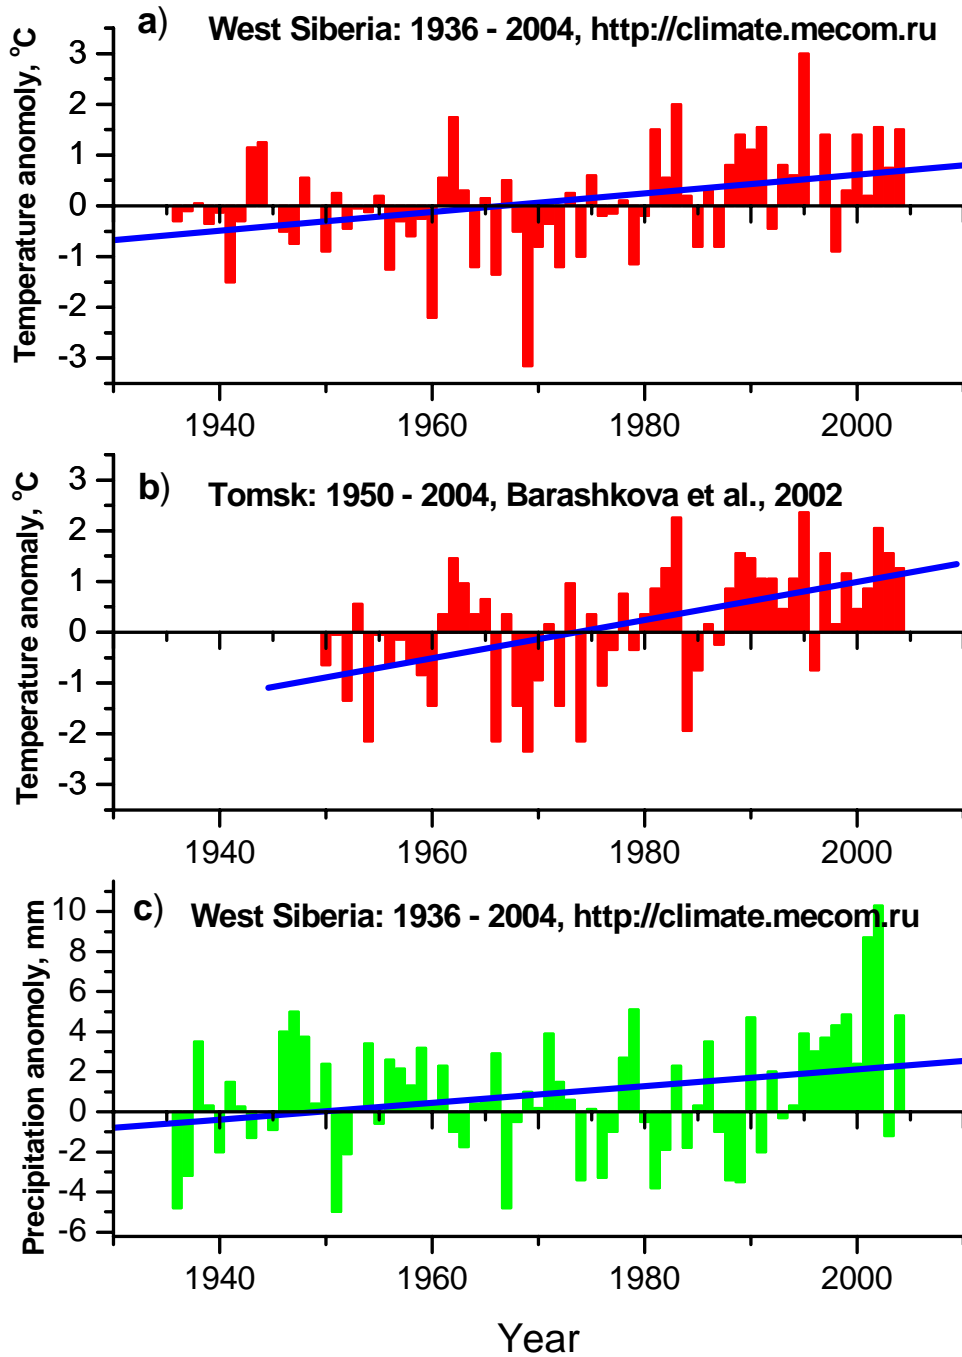 a) West Siberia: 1936 - 2004, http://climate.mecom.ru
Temperature anomoly, °C
3
2
1
0
-1
-2
-3
1940 1960 1980 2000
b) Tomsk: 1950 - 2004, Barashkova et al., 2002
Temperature anomaly, °C
3
2
1
0
-1
-2
-3
1940 1960 1980 2000
c) West Siberia: 1936 - 2004, http://climate.mecom.ru
Precipitation anomoly, mm
10
8
6
4
2
0
-2
-4
-6
1940 1960 1980 2000
Year